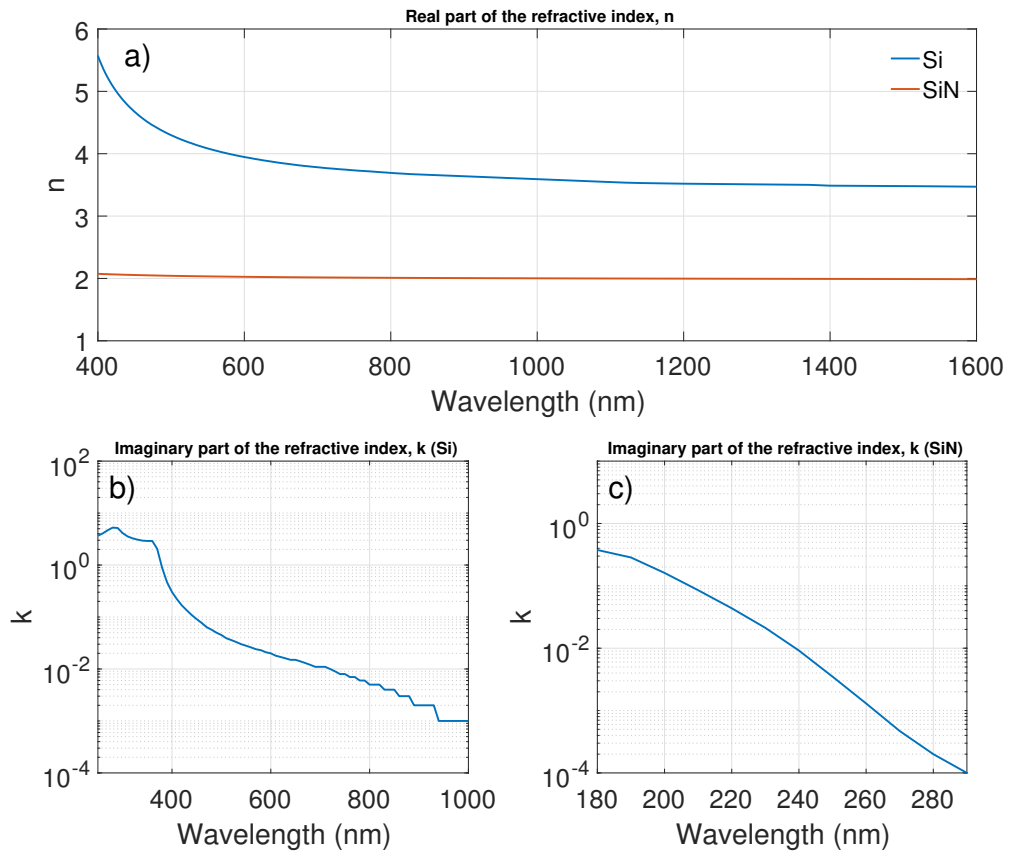 Real part of the refractive index, n
a)
Si
SiN
6
5
4
3
2
1
n
400 600 800 1000 1200 1400 1600
Wavelength (nm)
Imaginary part of the refractive index, k (Si)
b)
10^2
10^0
10^-2
10^-4
k
400 600 800 1000
Wavelength (nm)
Imaginary part of the refractive index, k (SiN)
c)
10^0
10^-2
10^-4
k
180 200 220 240 260 280
Wavelength (nm)